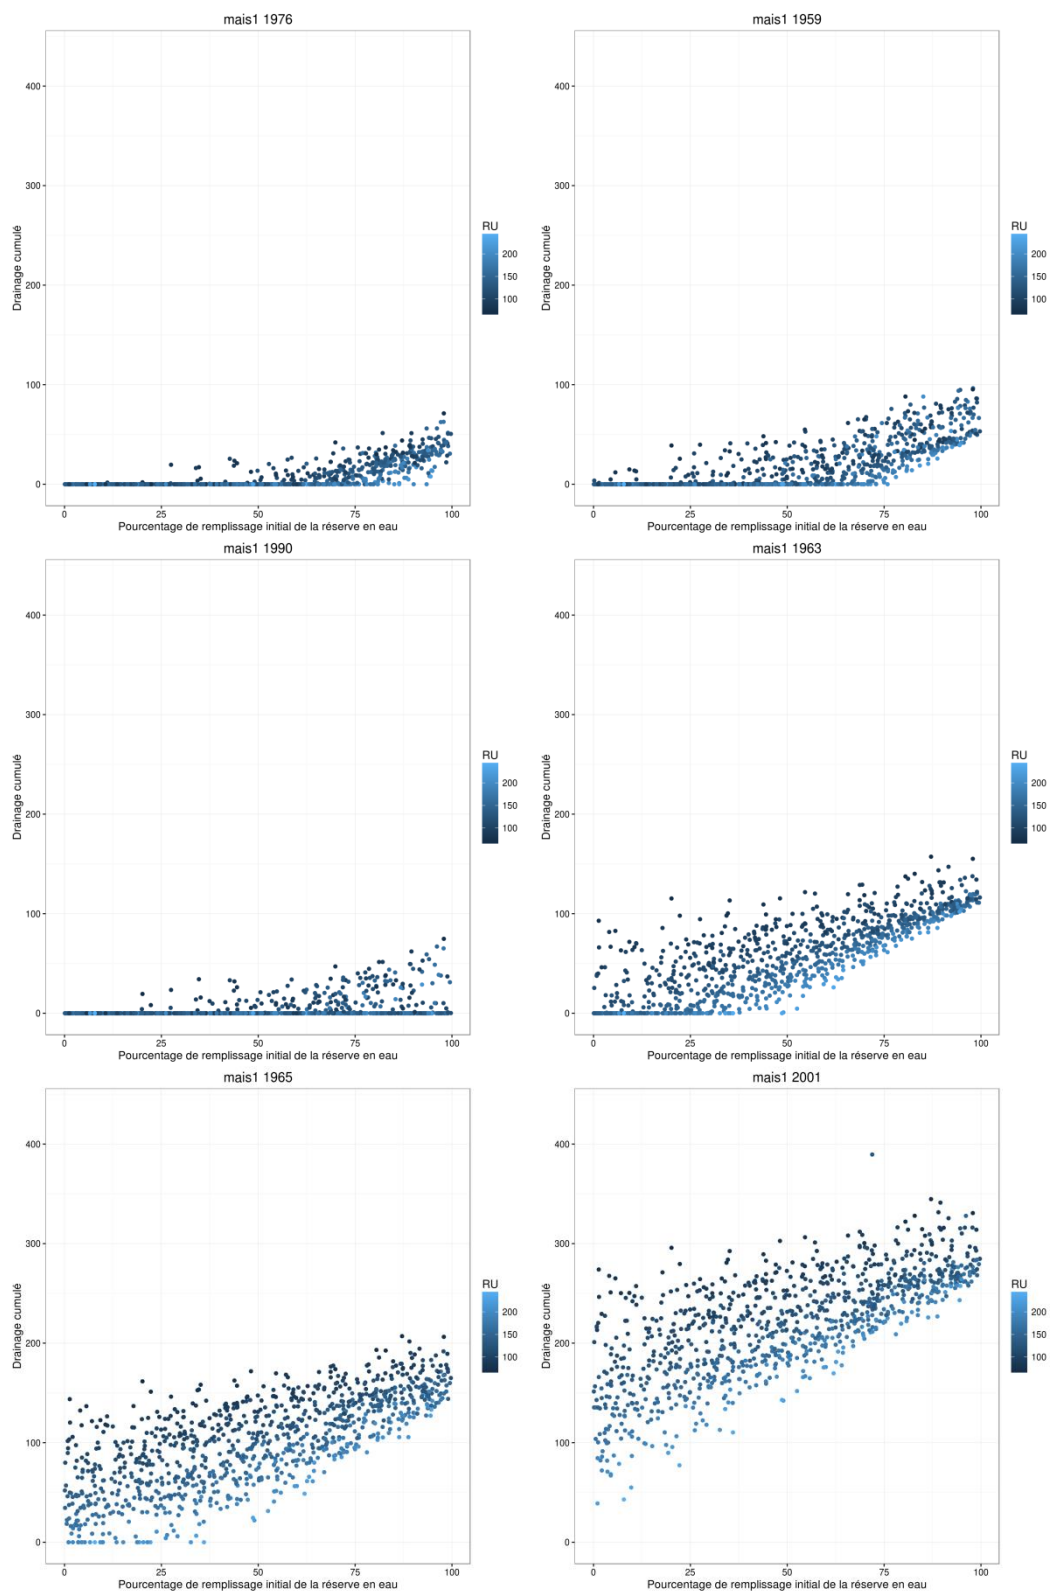 mais1 1976
400
300
200
100
0
Drainage cumulé
0 25 50 75 100
Pourcentage de remplissage initial de la réserve en eau
RU
200
150
100
mais1 1959
400
300
200
100
0
Drainage cumulé
0 25 50 75 100
Pourcentage de remplissage initial de la réserve en eau
RU
200
150
100
mais1 1990
400
300
200
100
0
Drainage cumulé
0 25 50 75 100
Pourcentage de remplissage initial de la réserve en eau
RU
200
150
100
mais1 1963
400
300
200
100
0
Drainage cumulé
0 25 50 75 100
Pourcentage de remplissage initial de la réserve en eau
RU
200
150
100
mais1 1965
400
300
200
100
0
Drainage cumulé
0 25 50 75 100
Pourcentage de remplissage initial de la réserve en eau
RU
200
150
100
mais1 2001
400
300
200
100
0
Drainage cumulé
0 25 50 75 100
Pourcentage de remplissage initial de la réserve en eau
RU
200
150
100